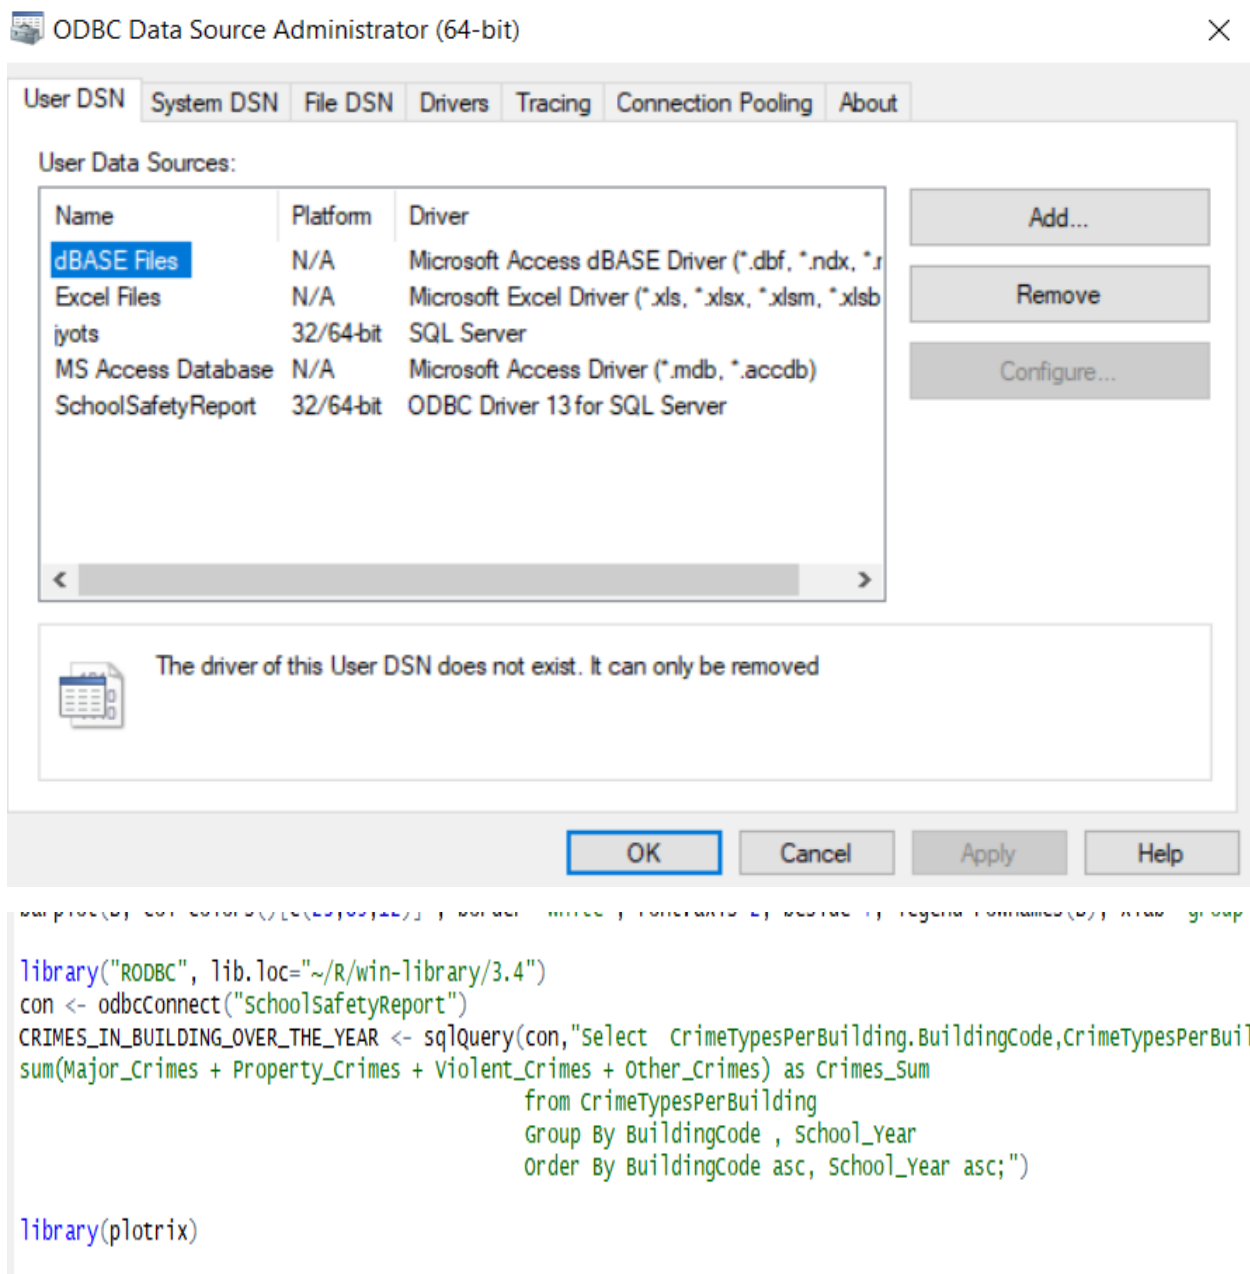 ODBC Data Source Administrator (64-bit)
User DSN System DSN File DSN Drivers Tracing Connection Pooling About
User Data Sources:
Name Platform Driver
dBASE Files N/A Microsoft Access dBASE Driver (*.dbf, *.ndx, *.
Excel Files N/A Microsoft Excel Driver (*.xls, *.xlsx, *.xlsm, *.xlsb
jyots 32/64-bit SQL Server
MS Access Database N/A Microsoft Access Driver (*.mdb, *.accdb)
SchoolSafetyReport 32/64-bit ODBC Driver 13 for SQL Server
Add...
Remove
Configure...
The driver of this User DSN does not exist. It can only be removed
OK Cancel Apply Help
library("RODBC", lib.loc="~/R/win-library/3.4")
con <- odbcConnect("SchoolSafetyReport")
CRIMES_IN_BUILDING_OVER_THE_YEAR <- sqlQuery(con,"Select CrimeTypesPerBuilding.BuildingCode,CrimeTypesPerBuil
sum(Major_Crimes + Property_Crimes + Violent_Crimes + Other_Crimes) as Crimes_Sum
from CrimeTypesPerBuilding
Group By BuildingCode , School_Year
Order By BuildingCode asc, School_Year asc;")
library(plotrix)